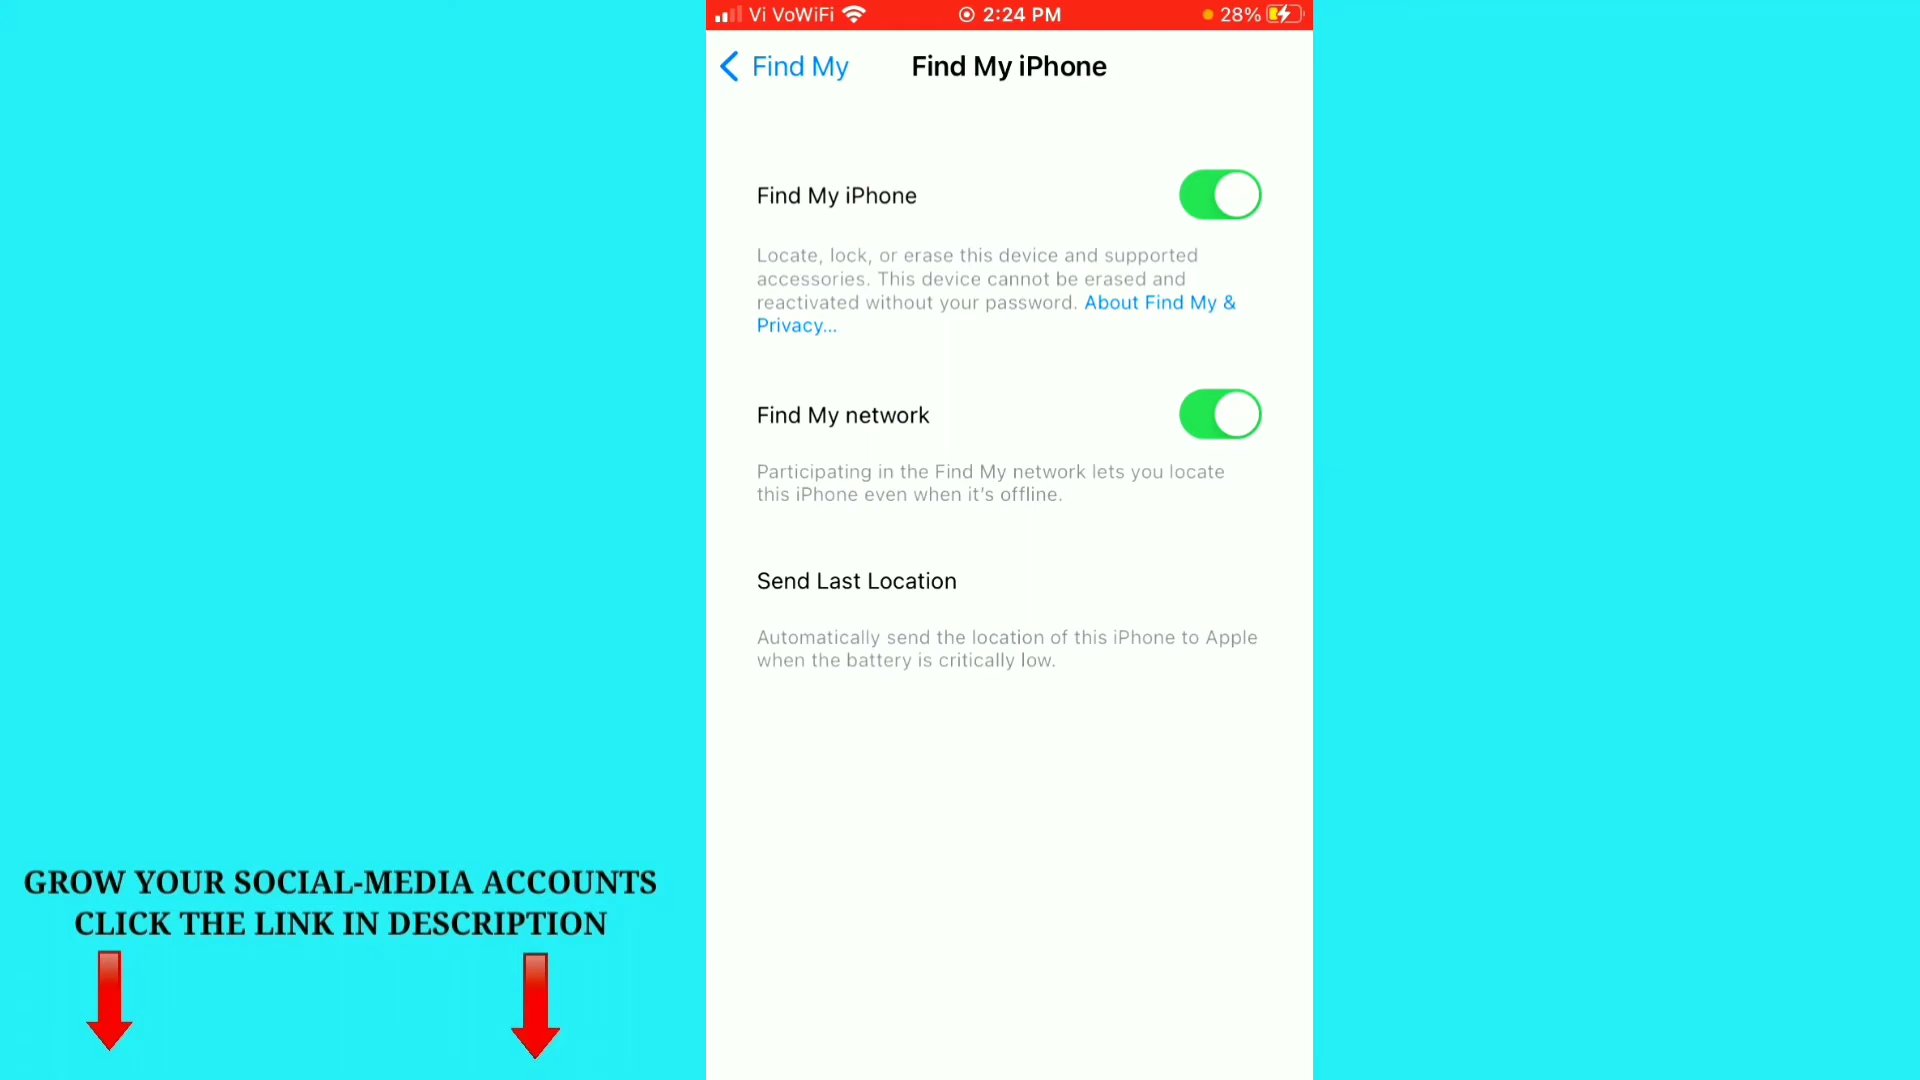 Vi VoWiFi 2:24 PM 28%
Find My Find My iPhone
Find My iPhone
Locate, lock, or erase this device and supported
accessories. This device cannot be erased and
reactivated without your password. About Find My &
Privacy...
Find My network
Participating in the Find My network lets you locate
this iPhone even when it's offline.
Send Last Location
Automatically send the location of this iPhone to Apple
when the battery is critically low.
GROW YOUR SOCIAL-MEDIA ACCOUNTS
CLICK THE LINK IN DESCRIPTION